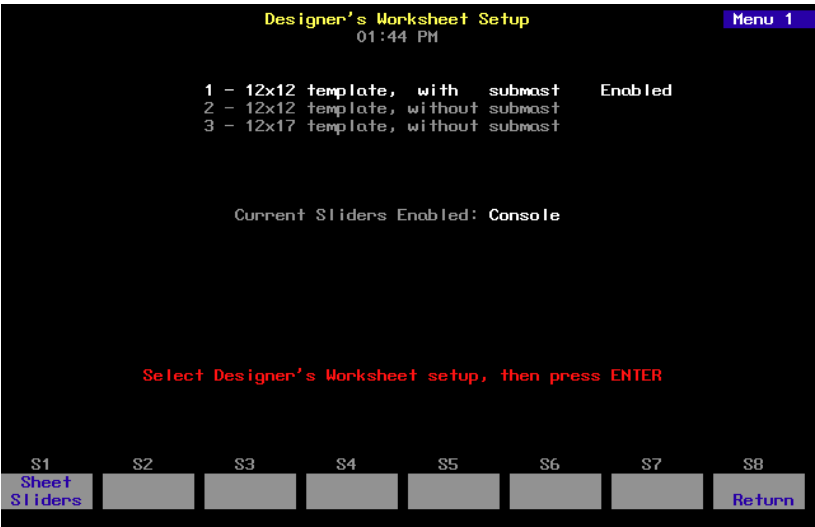 Designer's Worksheet Setup
Menu 1
01:44 PM
1 - 12x12 template, with submast Enabled
2 - 12x12 template, without submast
3 - 12x17 template, without submast
Current Sliders Enabled: Console
Select Designer's Worksheet setup, then press ENTER
S1 S2 S3 S4 S5 S6 S7 S8
Sheet
Sliders Return